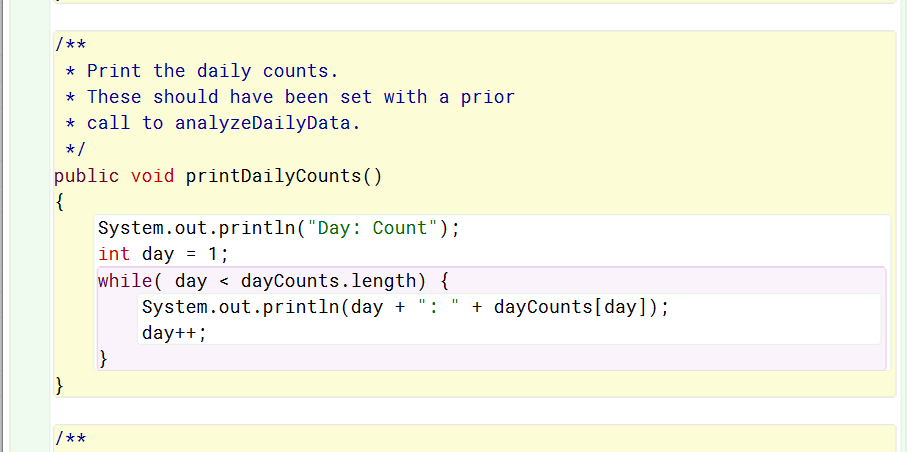 /**
 * Print the daily counts.
 * These should have been set with a prior
 * call to analyzeDailyData.
 */
public void printDailyCounts()
{
    System.out.println("Day: Count");
    int day = 1;
    while( day < dayCounts.length) {
        System.out.println(day + ": " + dayCounts[day]);
        day++;
    }
}
/**